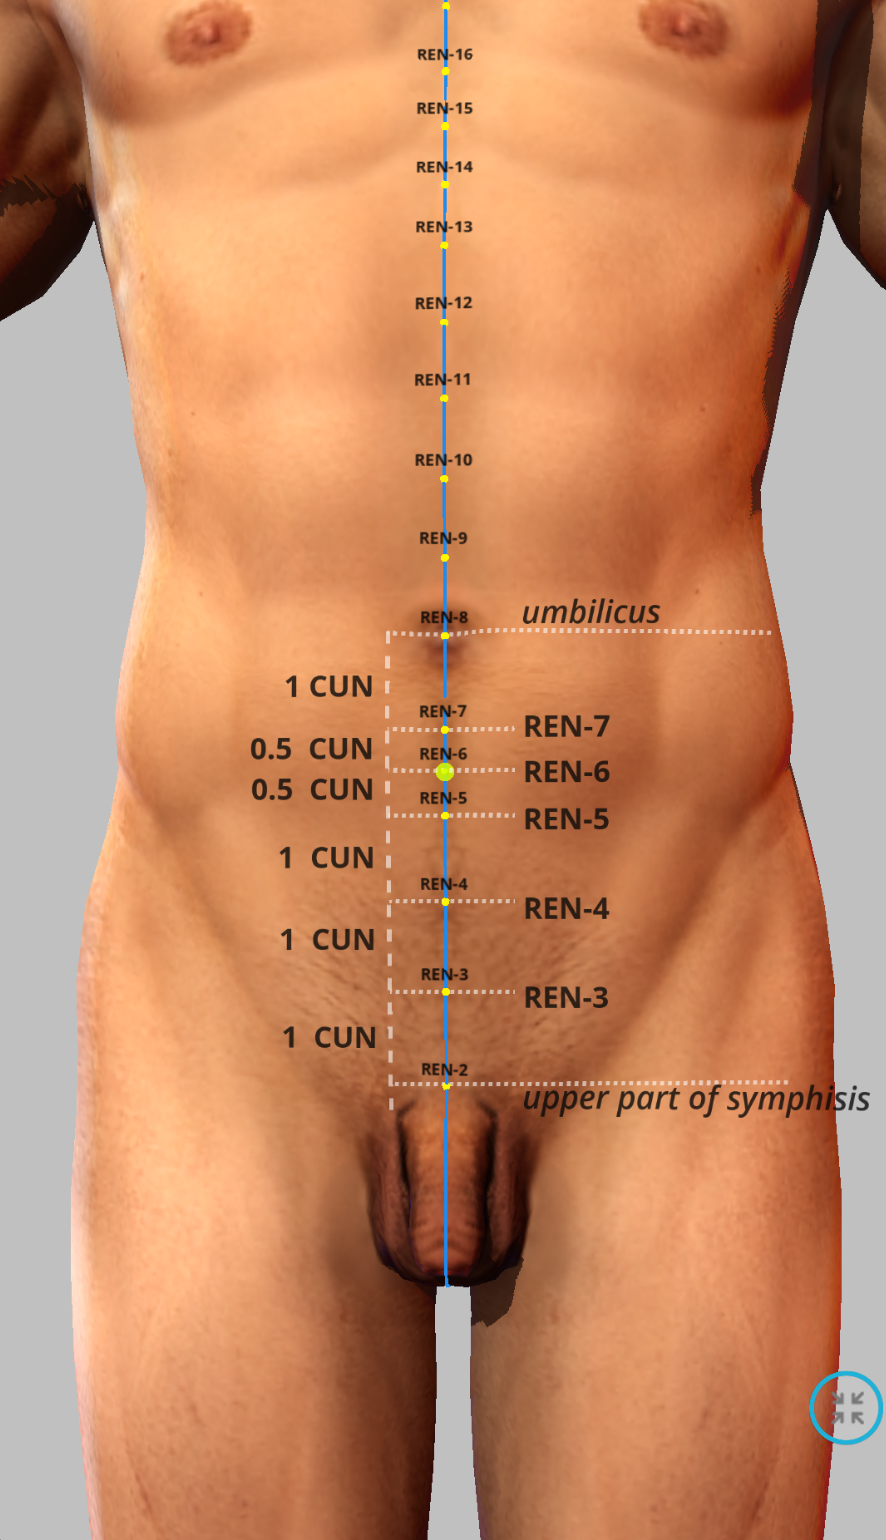 REN-16
REN-15
REN-14
REN-13
REN-12
REN-11
REN-10
REN-9
umbilicus
REN-8
1 CUN
REN-7
REN-7
0.5 CUN
REN-6
REN-6
0.5 CUN
REN-5
REN-5
1 CUN
REN-4
REN-4
1 CUN
REN-3
REN-3
1 CUN
REN-2
upper part of symphisis